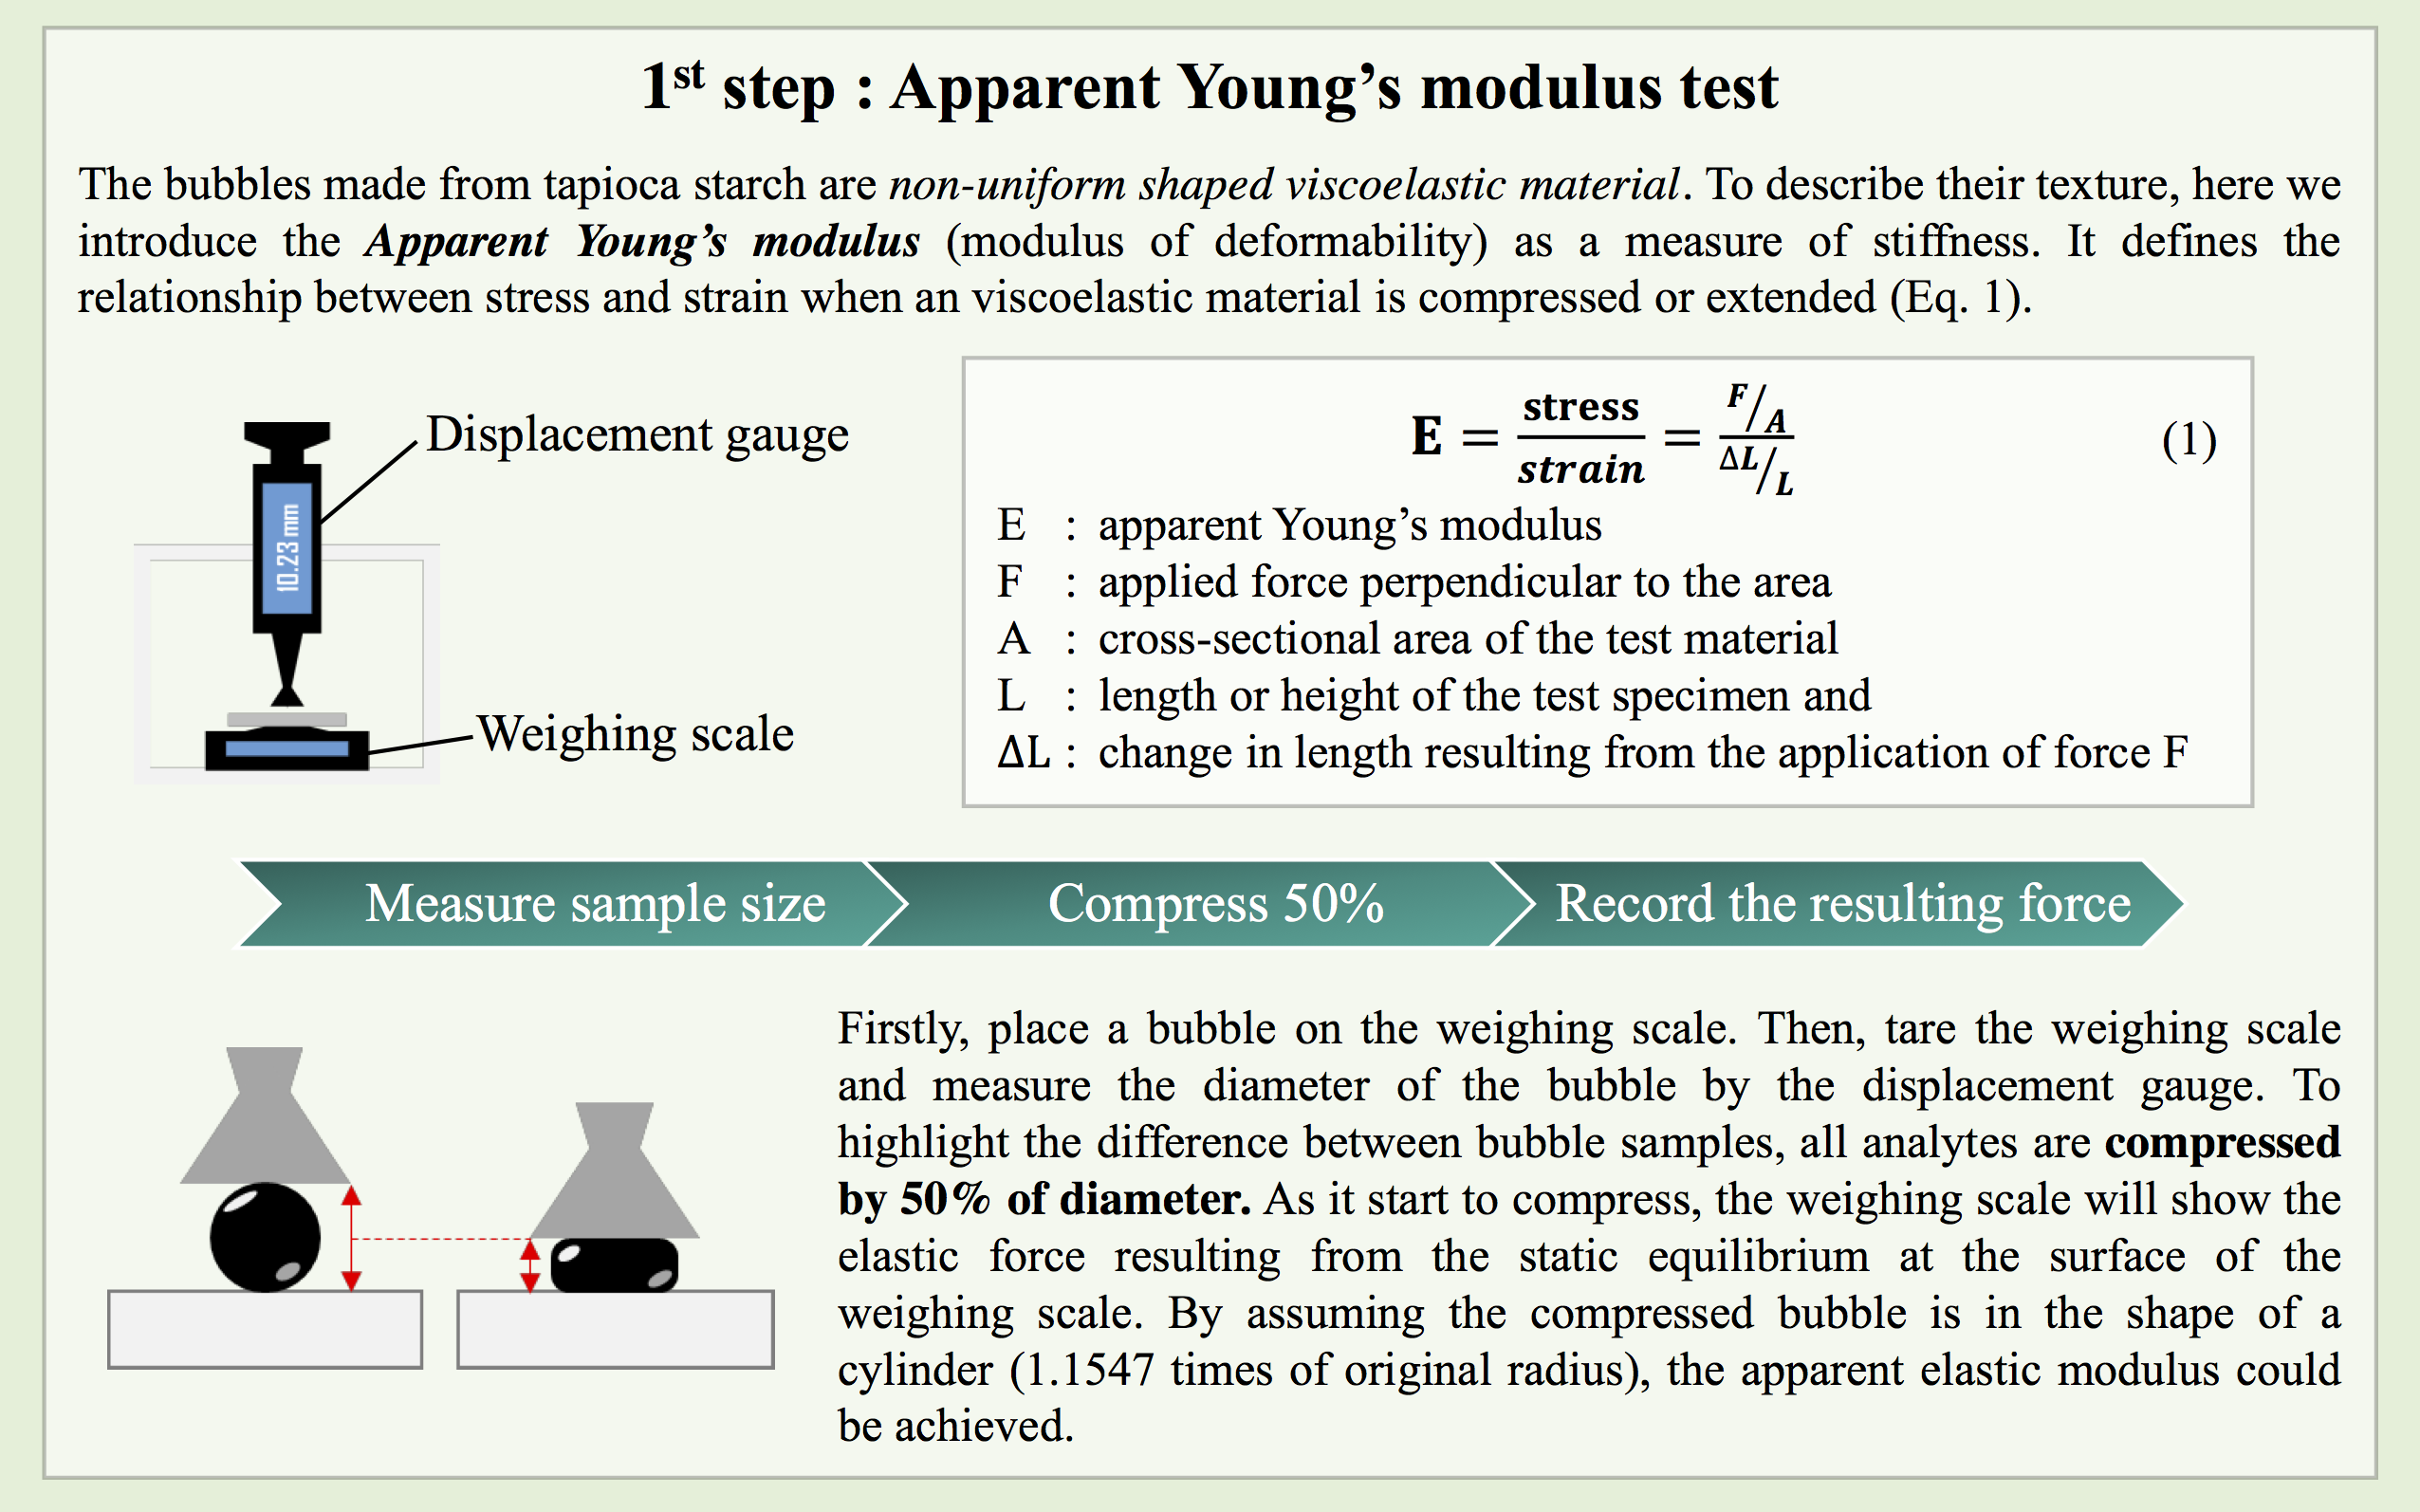 1st step : Apparent Young’s modulus test
The bubbles made from tapioca starch are non-uniform shaped viscoelastic material. To describe their texture, here we
introduce the Apparent Young’s modulus (modulus of deformability) as a measure of stiffness. It defines the
relationship between stress and strain when an viscoelastic material is compressed or extended (Eq. 1).
Displacement gauge
10.23 mm
Weighing scale
E = stress/strain = (F/A)/(ΔL/L) (1)
E : apparent Young’s modulus
F : applied force perpendicular to the area
A : cross-sectional area of the test material
L : length or height of the test specimen and
ΔL : change in length resulting from the application of force F
Measure sample size
Compress 50%
Record the resulting force
Firstly, place a bubble on the weighing scale. Then, tare the weighing scale
and measure the diameter of the bubble by the displacement gauge. To
highlight the difference between bubble samples, all analytes are compressed
by 50% of diameter. As it start to compress, the weighing scale will show the
elastic force resulting from the static equilibrium at the surface of the
weighing scale. By assuming the compressed bubble is in the shape of a
cylinder (1.1547 times of original radius), the apparent elastic modulus could
be achieved.